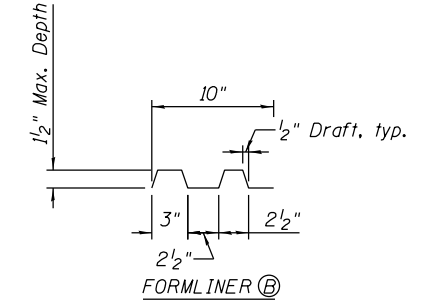 1½" Max. Depth
10"
½" Draft, typ.
3"
2½"
2½"
FORMLINER B